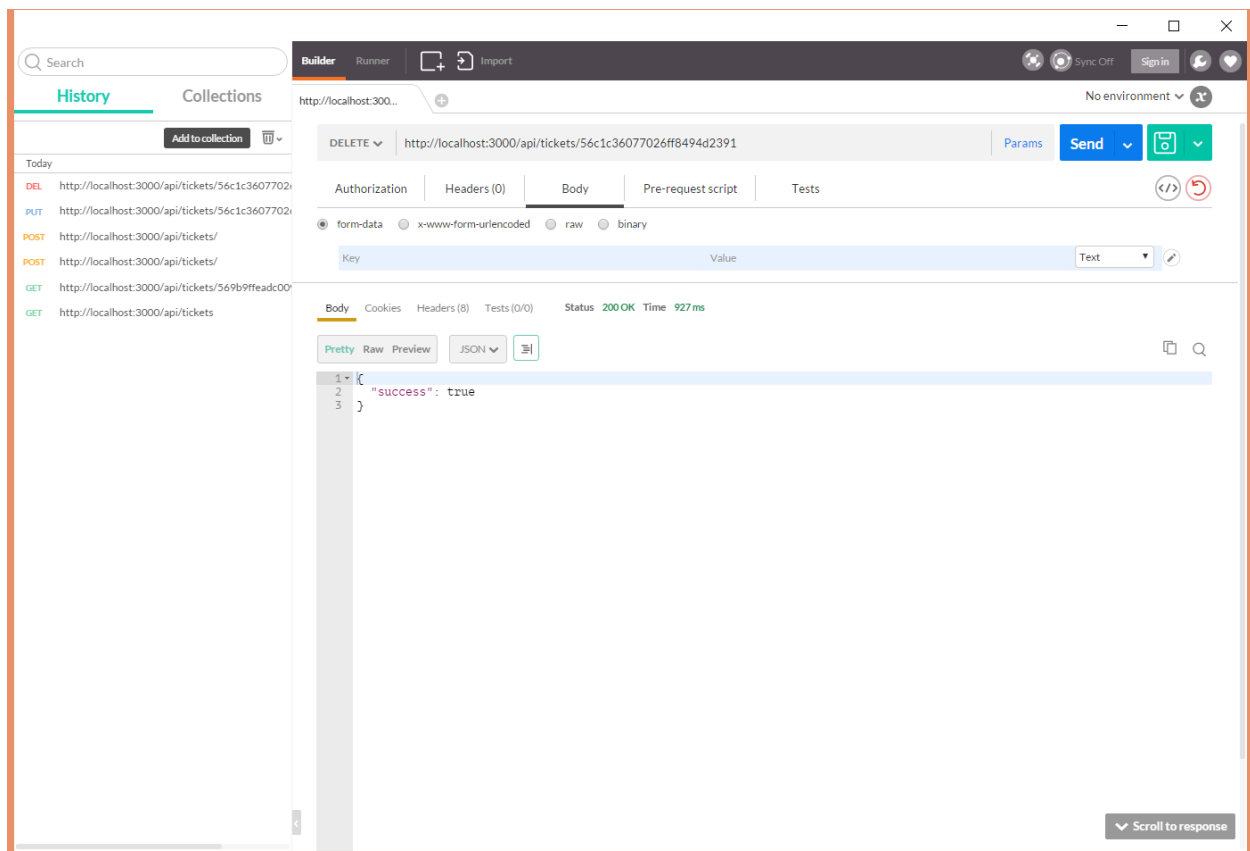 Search
History Collections
Add to collection
Today
DEL http://localhost:3000/api/tickets/56c1c3607702
PUT http://localhost:3000/api/tickets/56c1c3607702
POST http://localhost:3000/api/tickets/
POST http://localhost:3000/api/tickets/
GET http://localhost:3000/api/tickets/569b9ffeadc00
GET http://localhost:3000/api/tickets
Builder Runner Import Sync Off Sign in
http://localhost:300... No environment x
DELETE http://localhost:3000/api/tickets/56c1c36077026ff8494d2391 Params Send
Authorization Headers (0) Body Pre-request script Tests </>
form-data x-www-form-urlencoded raw binary
Key Value Text
Body Cookies Headers (8) Tests (0/0) Status 200 OK Time 927 ms
Pretty Raw Preview JSON
1 {
2 "success": true
3 }
Scroll to response